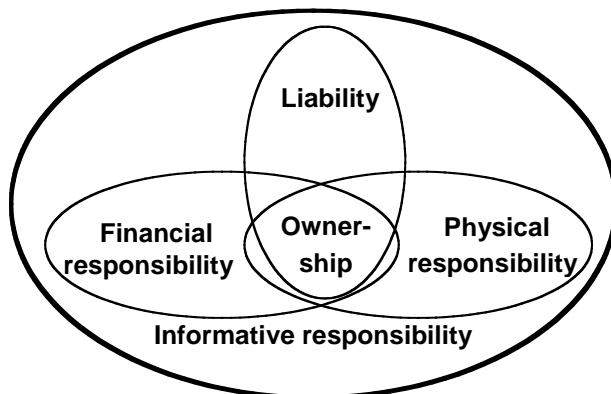 Liability
Financial
responsibility
Owner-
ship
Physical
responsibility
Informative responsibility